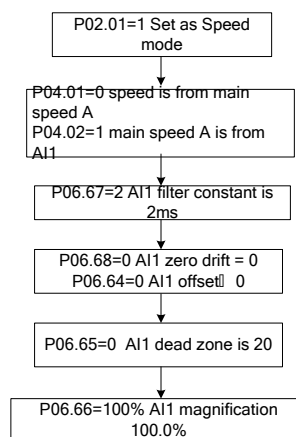 P02.01=1 Set as Speed
mode
P04.01=0 speed is from main
speed A
P04.02=1 main speed A is from
AI1
P06.67=2 AI1 filter constant is
2ms
P06.68=0 AI1 zero drift = 0
P06.64=0 AI1 offset 0
P06.65=0 AI1 dead zone is 20
P06.66=100% AI1 magnification
100.0%